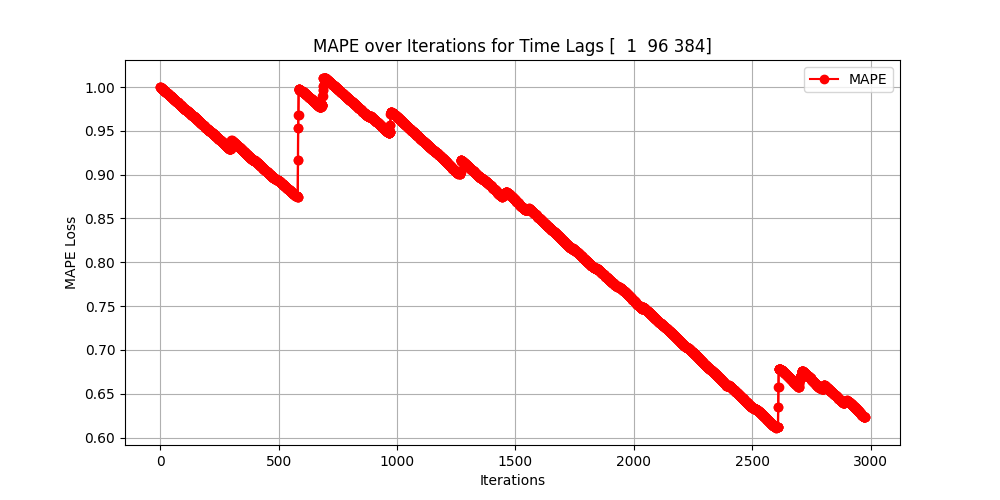 MAPE over Iterations for Time Lags [  1  96 384]
MAPE
1.00
0.95
0.90
0.85
0.80
0.75
0.70
0.65
0.60
MAPE Loss
0 500 1000 1500 2000 2500 3000
Iterations